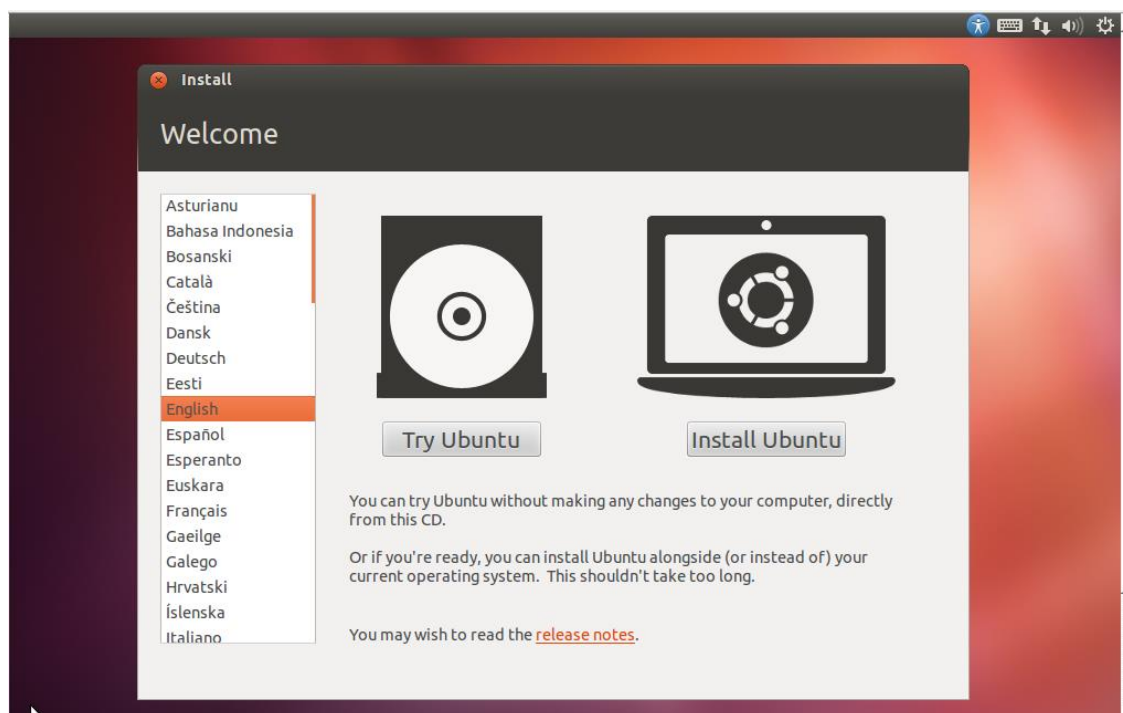 Install
Welcome
Asturianu
Bahasa Indonesia
Bosanski
Català
Čeština
Dansk
Deutsch
Eesti
English
Español
Esperanto
Euskara
Français
Gaeilge
Galego
Hrvatski
Íslenska
Italiano
Try Ubuntu
Install Ubuntu
You can try Ubuntu without making any changes to your computer, directly
from this CD.
Or if you're ready, you can install Ubuntu alongside (or instead of) your
current operating system. This shouldn't take too long.
You may wish to read the release notes.